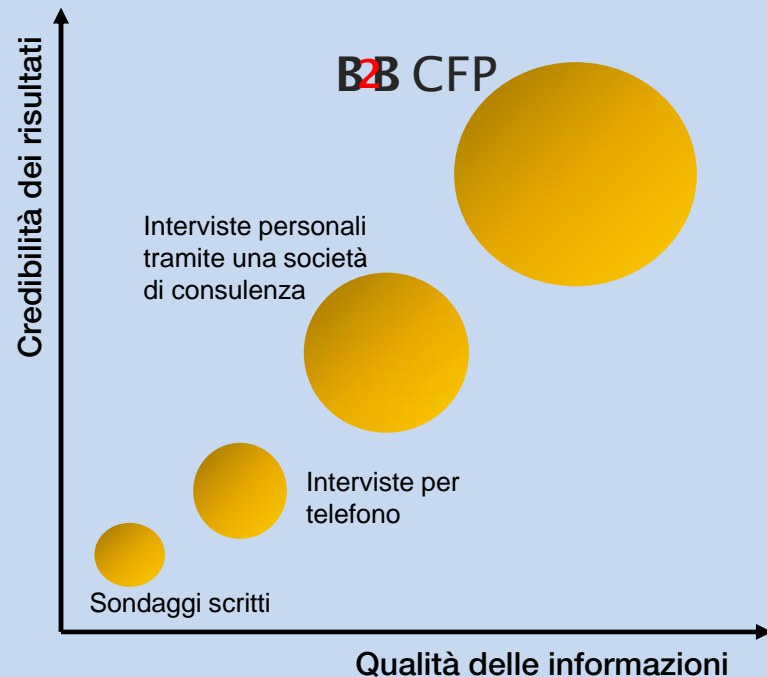 B2B CFP
Credibilità dei risultati
Interviste personali
tramite una società
di consulenza
Interviste per
telefono
Sondaggi scritti
Qualità delle informazioni